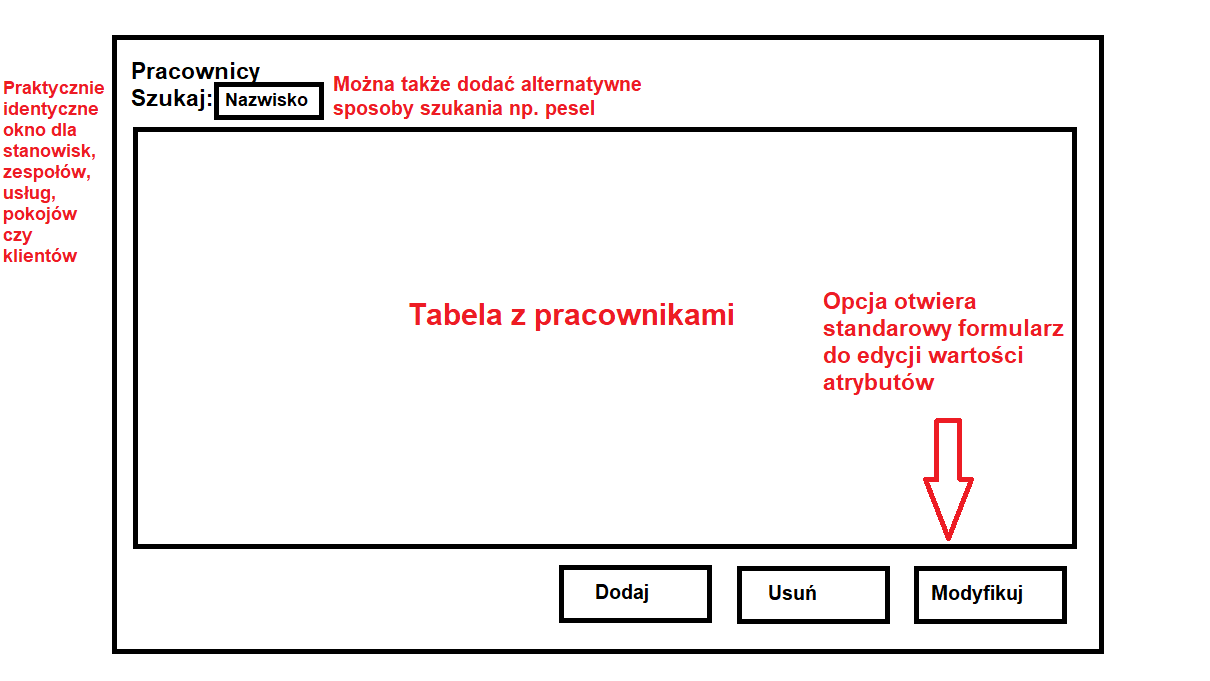 Praktycznie
identyczne
okno dla
stanowisk,
zespołów,
usług,
pokojów
czy
klientów
Pracownicy
Szukaj: Nazwisko
Można także dodać alternatywne
sposoby szukania np. pesel
Tabela z pracownikami
Opcja otwiera
standarowy formularz
do edycji wartości
atrybutów
Dodaj
Usuń
Modyfikuj